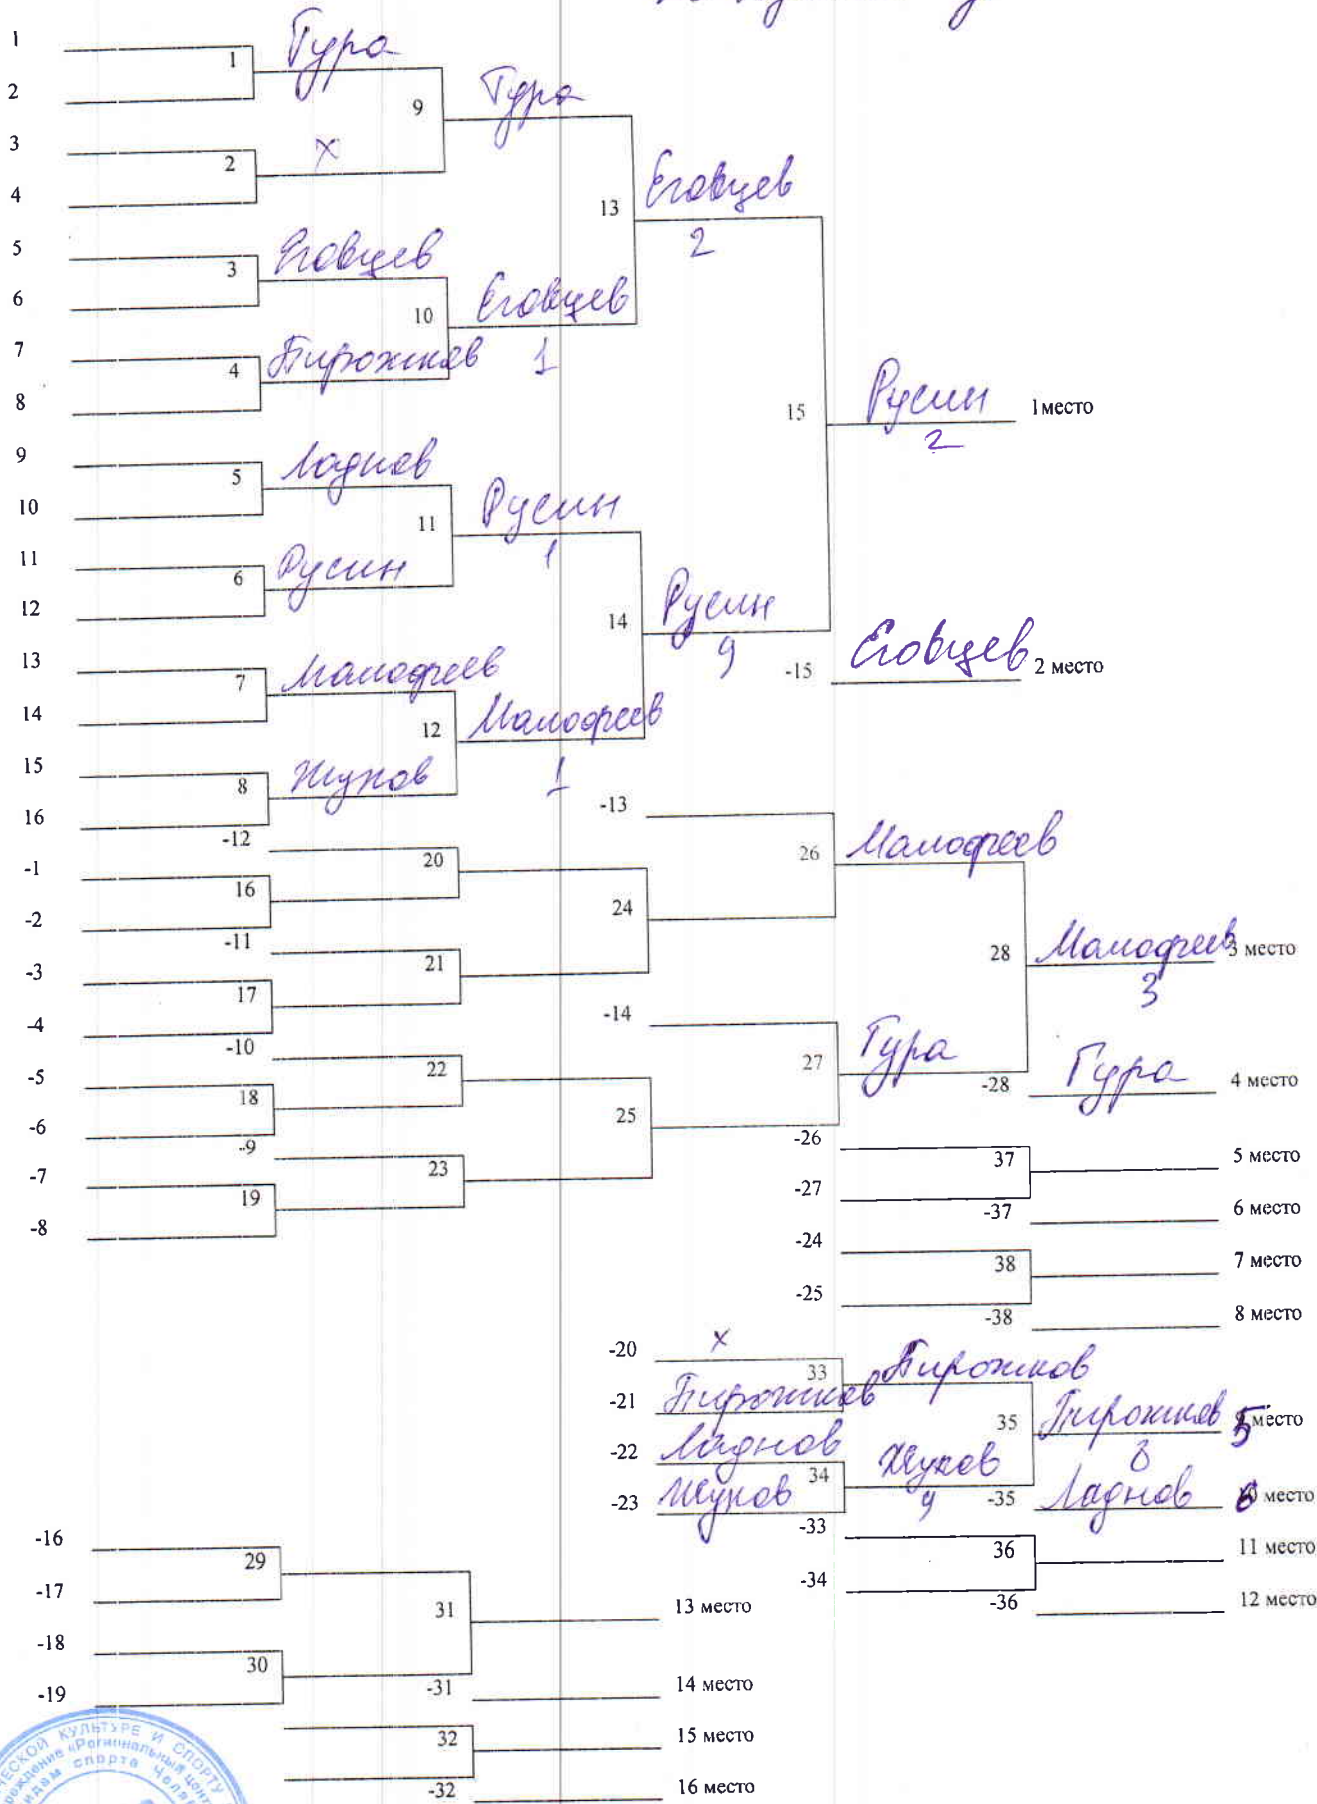 1
1 Гура
2
9 Гура
3
2 х
4
13 Еговцев
2
5
3 Еговцев
6
10 Еговцев
1
7
4 Пирожков
8
15 Русин 1место
2
9
5 Ладнов
10
11 Русин
1
11
6 Русин
12
14 Русин
9
-15 Еговцев 2 место
13
7 Малофеев
14
12 Малофеев
1
15
8 Жуков
16
-13
-12
20
26 Малофеев
-1
16
-2
24
-11
21
28 Малофеев 3 место
3
-3
17
-4
-14
-10
22
27 Гура
-28 Гура 4 место
-5
18
-6
25
-9
23
-26
37 5 место
-7
19
-27
-37 6 место
-8
-24
38 7 место
-25
-38 8 место
-20 х
33 Пирожков
-21 Пирожков
35 Пирожков 5 место
-22 Ладнов
34 Жуков
-23 Жуков
-35 Ладнов 6 место
-33
36 11 место
-34
-36 12 место
-16
29
-17
31 13 место
-18
30
-19
-31 14 место
32 15 место
-32 16 место